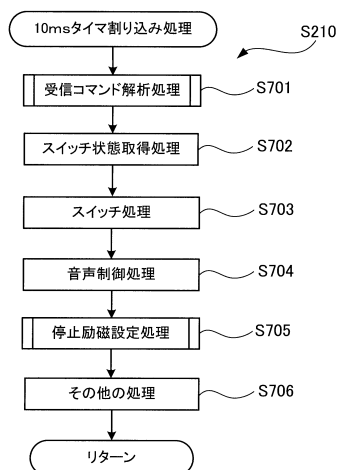 10msタイマ割り込み処理
S210
受信コマンド解析処理
S701
スイッチ状態取得処理
S702
スイッチ処理
S703
音声制御処理
S704
停止励磁設定処理
S705
その他の処理
S706
リターン